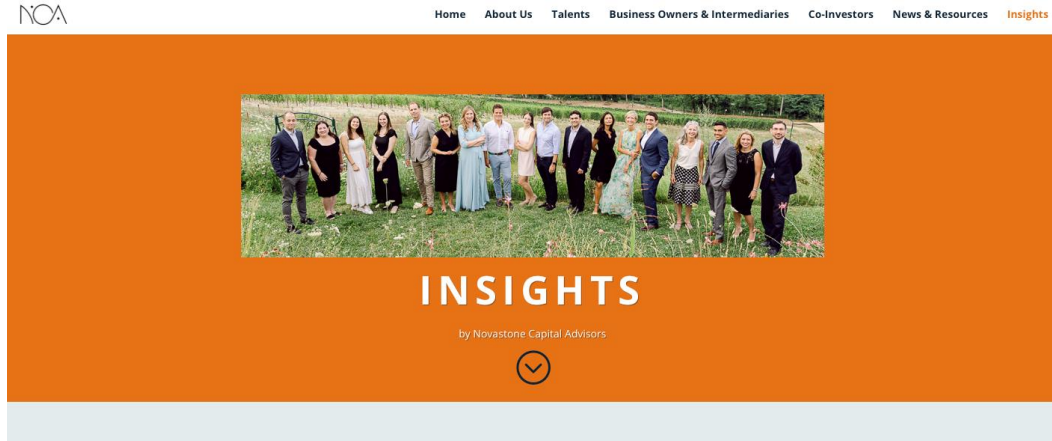 NOA
Home About Us Talents Business Owners & Intermediaries Co-Investors News & Resources Insights
INSIGHTS
by Novastone Capital Advisors